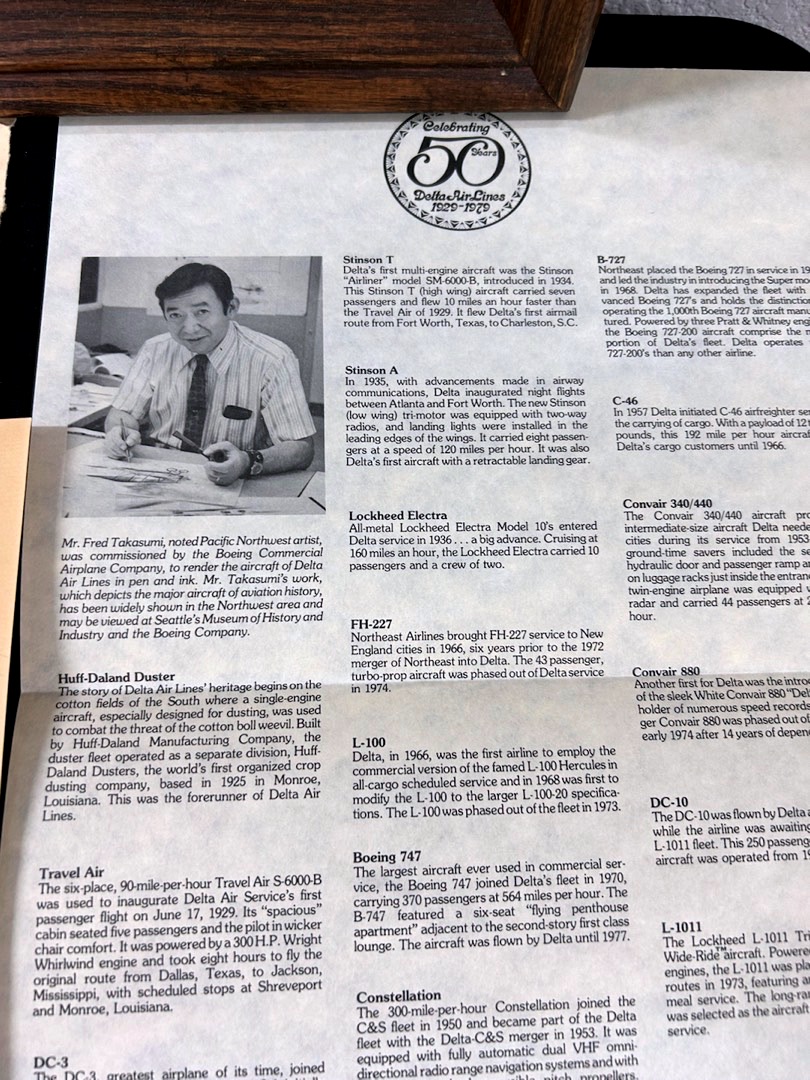 Celebrating
50
Years
Delta Air Lines
1929-1979
Mr. Fred Takasumi, noted Pacific Northwest artist,
was commissioned by the Boeing Commercial
Airplane Company, to render the aircraft of Delta
Air Lines in pen and ink. Mr. Takasumi's work,
which depicts the major aircraft of aviation history,
has been widely shown in the Northwest area and
may be viewed at Seattle's Museum of History and
Industry and the Boeing Company.
Huff-Daland Duster
The story of Delta Air Lines' heritage begins on the
cotton fields of the South where a single-engine
aircraft, especially designed for dusting, was used
to combat the threat of the cotton boll weevil. Built
by Huff-Daland Manufacturing Company, the
duster fleet operated as a separate division, Huff-
Daland Dusters, the world's first organized crop
dusting company, based in 1925 in Monroe,
Louisiana. This was the forerunner of Delta Air
Lines.
Travel Air
The six-place, 90-mile-per-hour Travel Air S-6000-B
was used to inaugurate Delta Air Service's first
passenger flight on June 17, 1929. Its "spacious"
cabin seated five passengers and the pilot in wicker
chair comfort. It was powered by a 300 H.P. Wright
Whirlwind engine and took eight hours to fly the
original route from Dallas, Texas, to Jackson,
Mississippi, with scheduled stops at Shreveport
and Monroe, Louisiana.
DC-3
The DC-3, greatest airplane of its time, joined
Stinson T
Delta's first multi-engine aircraft was the Stinson
"Airliner" model SM-6000-B, introduced in 1934.
This Stinson T (high wing) aircraft carried seven
passengers and flew 10 miles an hour faster than
the Travel Air of 1929. It flew Delta's first airmail
route from Fort Worth, Texas, to Charleston, S.C.
Stinson A
In 1935, with advancements made in airway
communications, Delta inaugurated night flights
between Atlanta and Fort Worth. The new Stinson
(low wing) tri-motor was equipped with two-way
radios, and landing lights were installed in the
leading edges of the wings. It carried eight passen-
gers at a speed of 120 miles per hour. It was also
Delta's first aircraft with a retractable landing gear.
Lockheed Electra
All-metal Lockheed Electra Model 10's entered
Delta service in 1936 . . . a big advance. Cruising at
160 miles an hour, the Lockheed Electra carried 10
passengers and a crew of two.
FH-227
Northeast Airlines brought FH-227 service to New
England cities in 1966, six years prior to the 1972
merger of Northeast into Delta. The 43 passenger,
turbo-prop aircraft was phased out of Delta service
in 1974.
L-100
Delta, in 1966, was the first airline to employ the
commercial version of the famed L-100 Hercules in
all-cargo scheduled service and in 1968 was first to
modify the L-100 to the larger L-100-20 specifica-
tions. The L-100 was phased out of the fleet in 1973.
Boeing 747
The largest aircraft ever used in commercial ser-
vice, the Boeing 747 joined Delta's fleet in 1970,
carrying 370 passengers at 564 miles per hour. The
B-747 featured a six-seat "flying penthouse
apartment" adjacent to the second-story first class
lounge. The aircraft was flown by Delta until 1977.
Constellation
The 300-mile-per-hour Constellation joined the
C&S fleet in 1950 and became part of the Delta
fleet with the Delta-C&S merger in 1953. It was
equipped with fully automatic dual VHF omni-
directional radio range navigation systems and with
pitch propellers.
B-727
Northeast placed the Boeing 727 in service in 19
and led the industry in introducing the Super
in 1968. Delta has expanded the fleet with
vanced Boeing 727's and holds the
operating the 1,000th Boeing 727 aircraft
tured. Powered by three Pratt & Whitney
the Boeing 727-200 aircraft comprise the
portion of Delta's fleet. Delta operates
727-200's than any other airline.
C-46
In 1957 Delta initiated C-46 airfreighter
the carrying of cargo. With a payload of
pounds, this 192 mile per hour
Delta's cargo customers until 1966.
Convair 340/440
The Convair 340/440 aircraft
intermediate-size aircraft Delta
cities during its service from 1953
ground-time savers included the
hydraulic door and passenger ramp
on luggage racks just inside the
twin-engine airplane was equipped
radar and carried 44 passengers at
hour.
Convair 880
Another first for Delta was the
of the sleek White Convair 880
holder of numerous speed records
ger Convair 880 was phased out of
early 1974 after 14 years of
DC-10
The DC-10 was flown by Delta
while the airline was awaiting
L-1011 fleet. This 250
aircraft was operated from
L-1011
The Lockheed L-1011
Wide-Ride™ aircraft.
engines, the L-1011 was
routes in 1973, featuring
meal service. The
was selected as the aircraft
service.